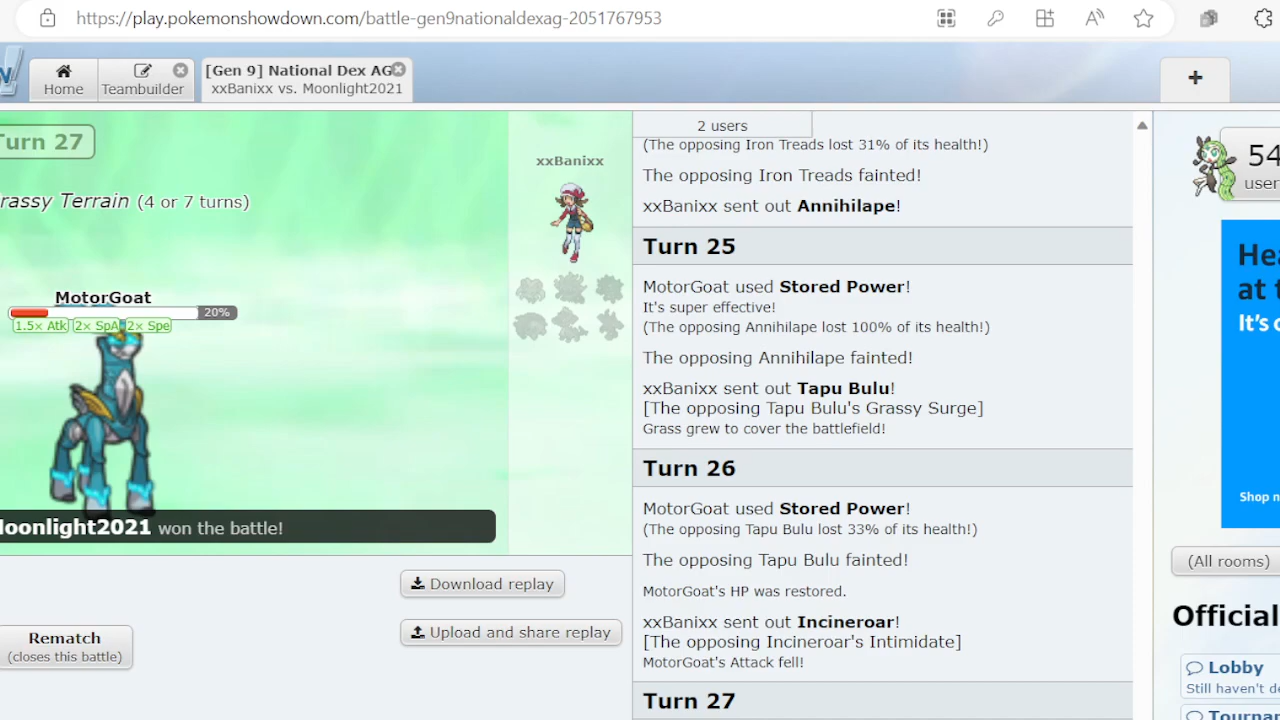 https://play.pokemonshowdown.com/battle-gen9nationaldexag-2051767953
Home
Teambuilder
[Gen 9] National Dex AG
xxBanixx vs. Moonlight2021
+
Turn 27
rassy Terrain (4 or 7 turns)
MotorGoat
20%
1.5× Atk 2× SpA 2× Spe
xxBanixx
oonlight2021 won the battle!
Download replay
Upload and share replay
Rematch
(closes this battle)
2 users
(The opposing Iron Treads lost 31% of its health!)
The opposing Iron Treads fainted!
xxBanixx sent out Annihilape!
Turn 25
MotorGoat used Stored Power!
It's super effective!
(The opposing Annihilape lost 100% of its health!)
The opposing Annihilape fainted!
xxBanixx sent out Tapu Bulu!
[The opposing Tapu Bulu's Grassy Surge]
Grass grew to cover the battlefield!
Turn 26
MotorGoat used Stored Power!
(The opposing Tapu Bulu lost 33% of its health!)
The opposing Tapu Bulu fainted!
MotorGoat's HP was restored.
xxBanixx sent out Incineroar!
[The opposing Incineroar's Intimidate]
MotorGoat's Attack fell!
Turn 27
54
user
He
at t
It's c
Shop n
(All rooms)
Official
Lobby
Still haven't de
Tournam